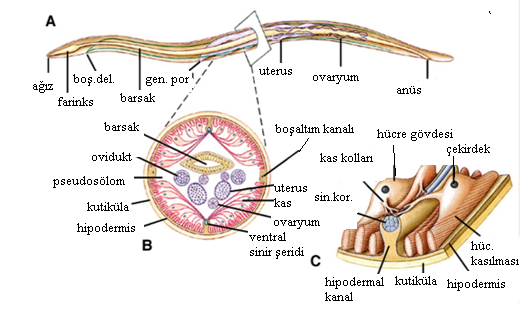 A
ağız
farinks
boş.del.
barsak
gen. por
uterus
ovaryum
anüs
barsak
ovidukt
pseudosölom
kutiküla
hipodermis
B
boşaltım kanalı
uterus
kas
ovaryum
ventral
sinir şeridi
hücre gövdesi
çekirdek
kas kolları
sin.kor.
C
hipodermal
kanal
kutiküla
hipodermis
hüc.
kasılması